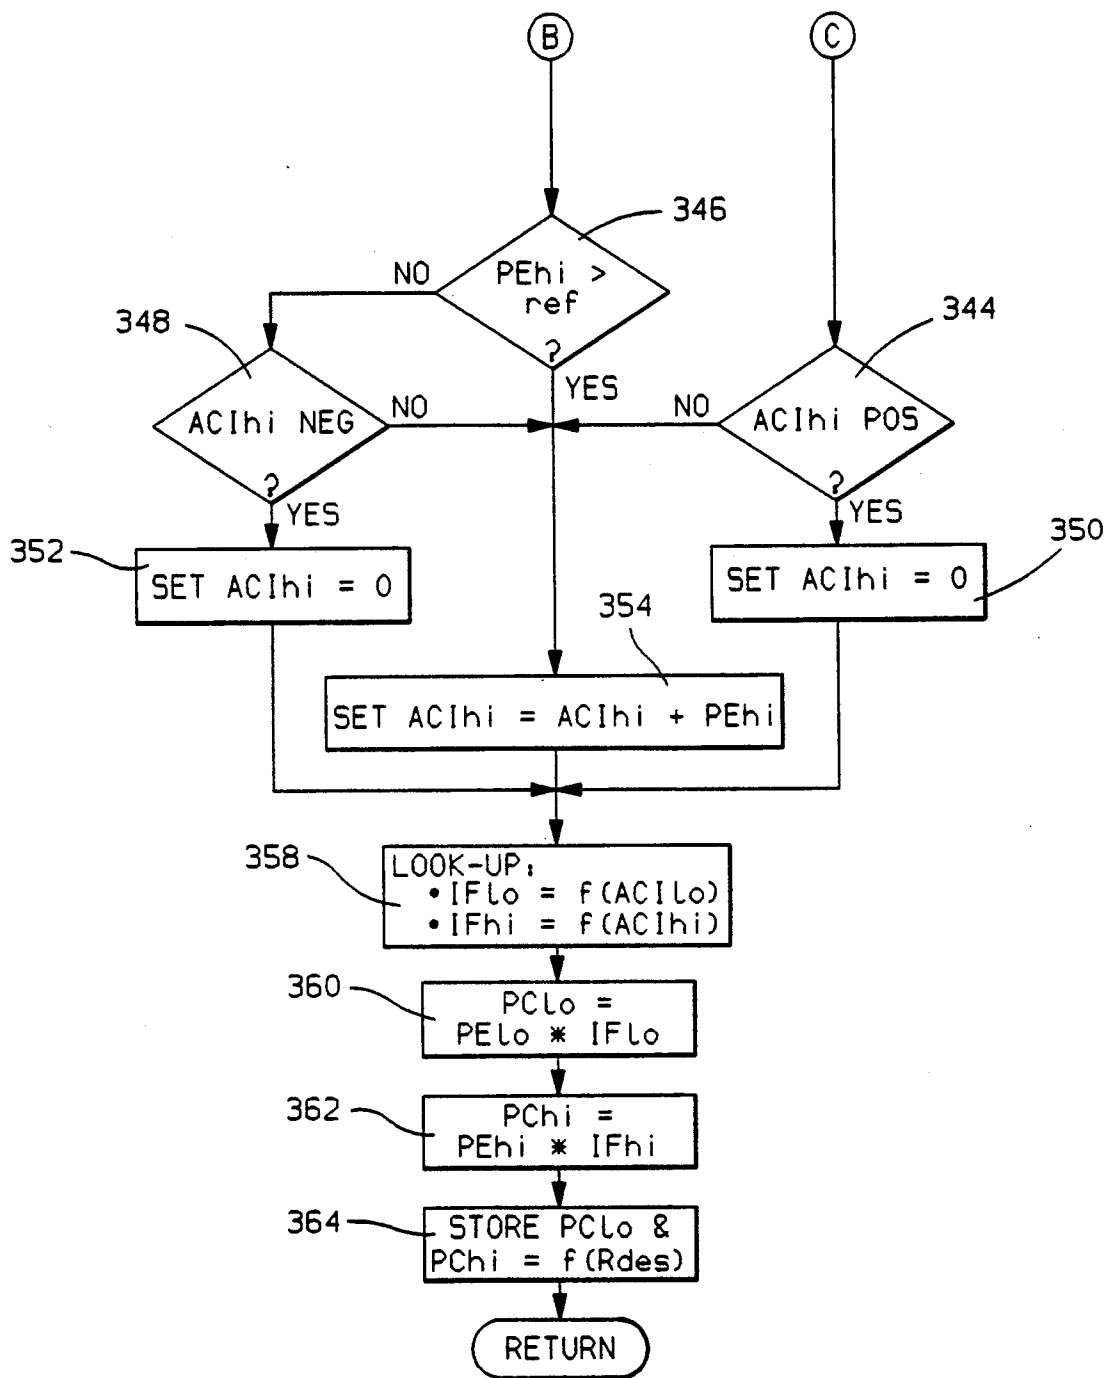 B
C
346
PEhi >
ref
?
NO
YES
348
ACIhi NEG
?
NO
YES
344
ACIhi POS
?
NO
YES
352
SET ACIhi = 0
350
SET ACIhi = 0
354
SET ACIhi = ACIhi + PEhi
358
LOOK-UP:
• IFlo = f(ACIlo)
• IFhi = f(ACIhi)
360
PClo =
PElo * IFlo
362
PChi =
PEhi * IFhi
364
STORE PClo &
PChi = f(Rdes)
RETURN